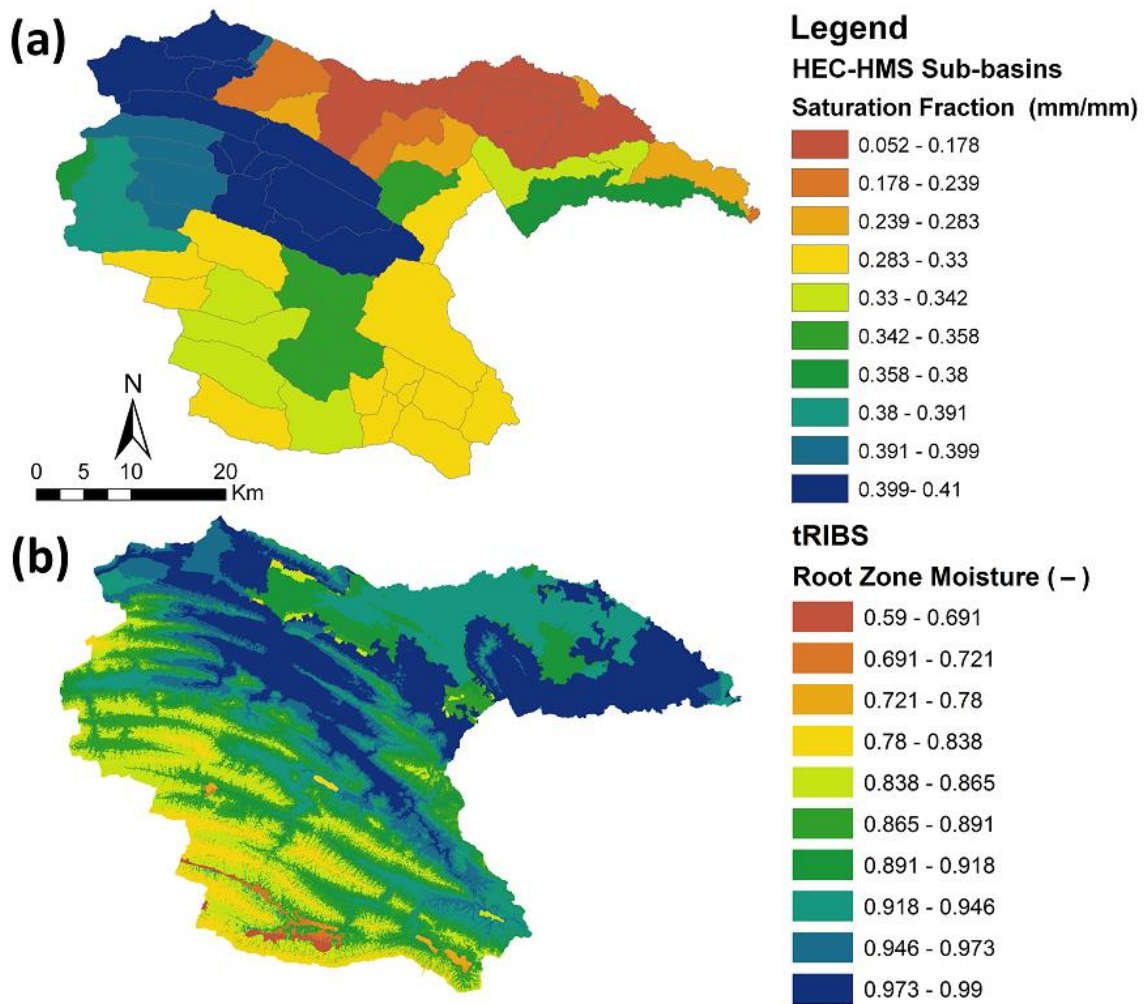 (a)
Legend
HEC-HMS Sub-basins
Saturation Fraction (mm/mm)
0.052 - 0.178
0.178 - 0.239
0.239 - 0.283
0.283 - 0.33
0.33 - 0.342
0.342 - 0.358
0.358 - 0.38
0.38 - 0.391
0.391 - 0.399
0.399- 0.41
N
0 5 10 20
Km
(b)
tRIBS
Root Zone Moisture ( – )
0.59 - 0.691
0.691 - 0.721
0.721 - 0.78
0.78 - 0.838
0.838 - 0.865
0.865 - 0.891
0.891 - 0.918
0.918 - 0.946
0.946 - 0.973
0.973 - 0.99